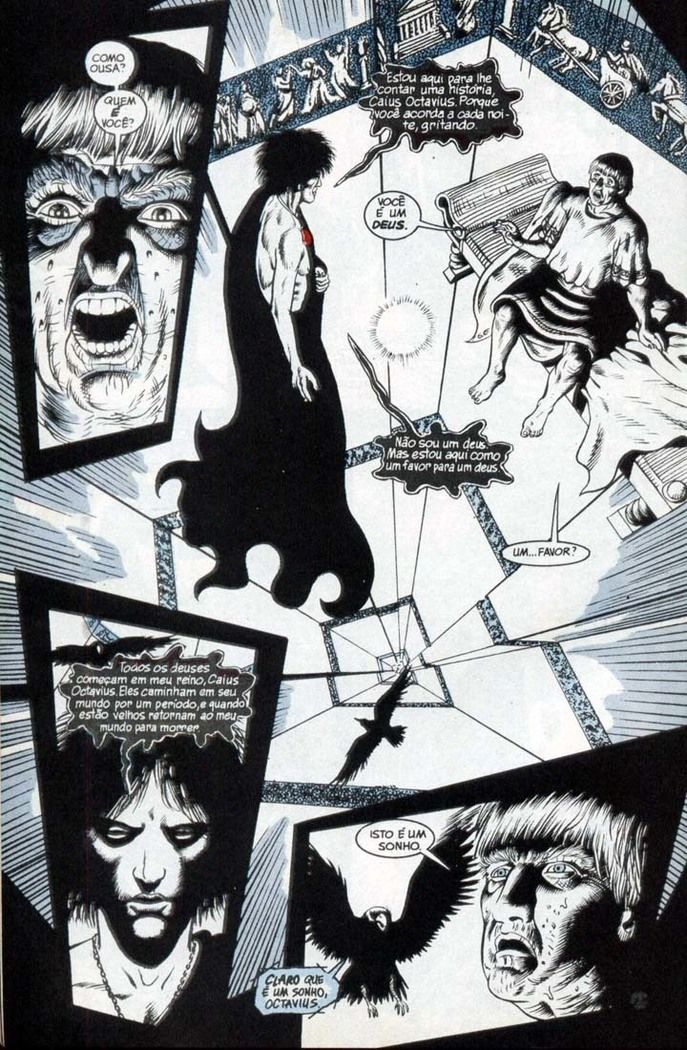 COMO
OUSA?
QUEM
É
VOCÊ?
Estou aqui para lhe
contar uma história,
Caius Octavius. Porque
você acorda a cada noi-
te, gritando.
VOCÊ
É UM
DEUS.
Não sou um deus.
Mas estou aqui como
um favor para um deus.
UM...FAVOR?
Todos os deuses
começam em meu reino, Caius
Octavius. Eles caminham em seu
mundo por um período, e quando
estão velhos retornam ao meu
mundo para morrer.
ISTO É UM
SONHO.
CLARO QUE
É UM SONHO,
OCTAVIUS.